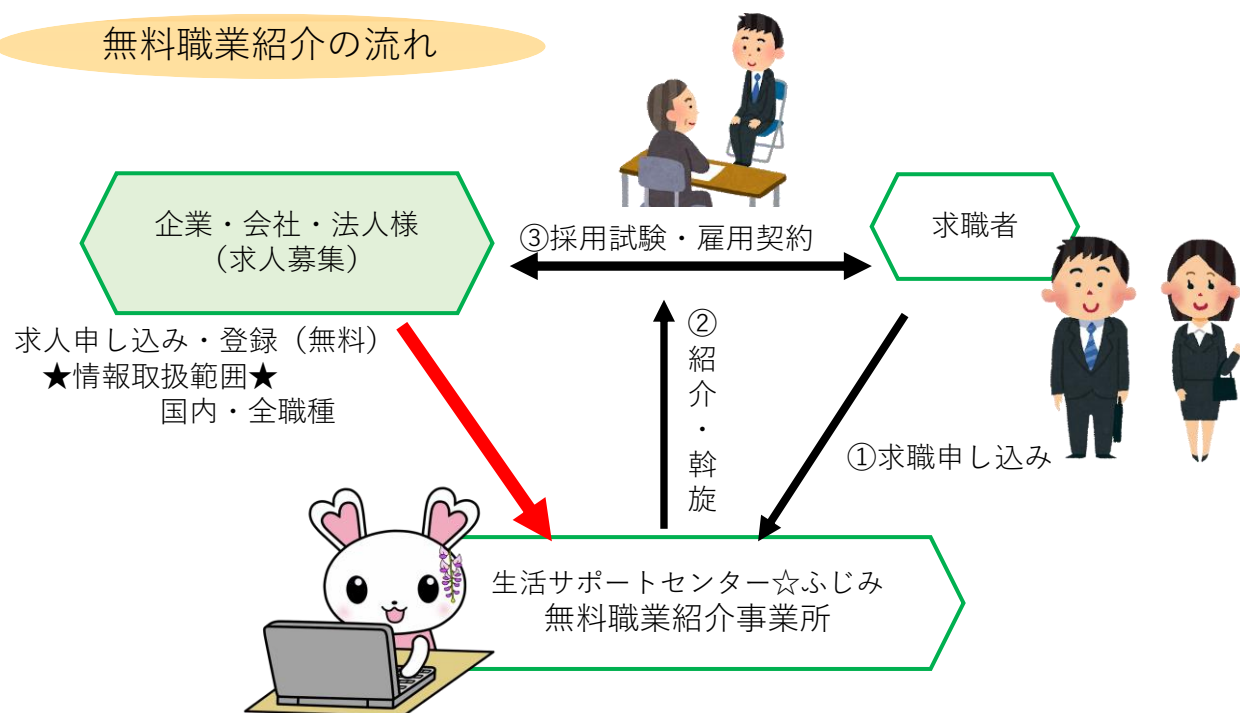 無料職業紹介の流れ
企業・会社・法人様
（求人募集）
③採用試験・雇用契約
求職者
求人申し込み・登録（無料）
★情報取扱範囲★
国内・全職種
②紹介・斡旋
①求職申し込み
生活サポートセンター☆ふじみ
無料職業紹介事業所